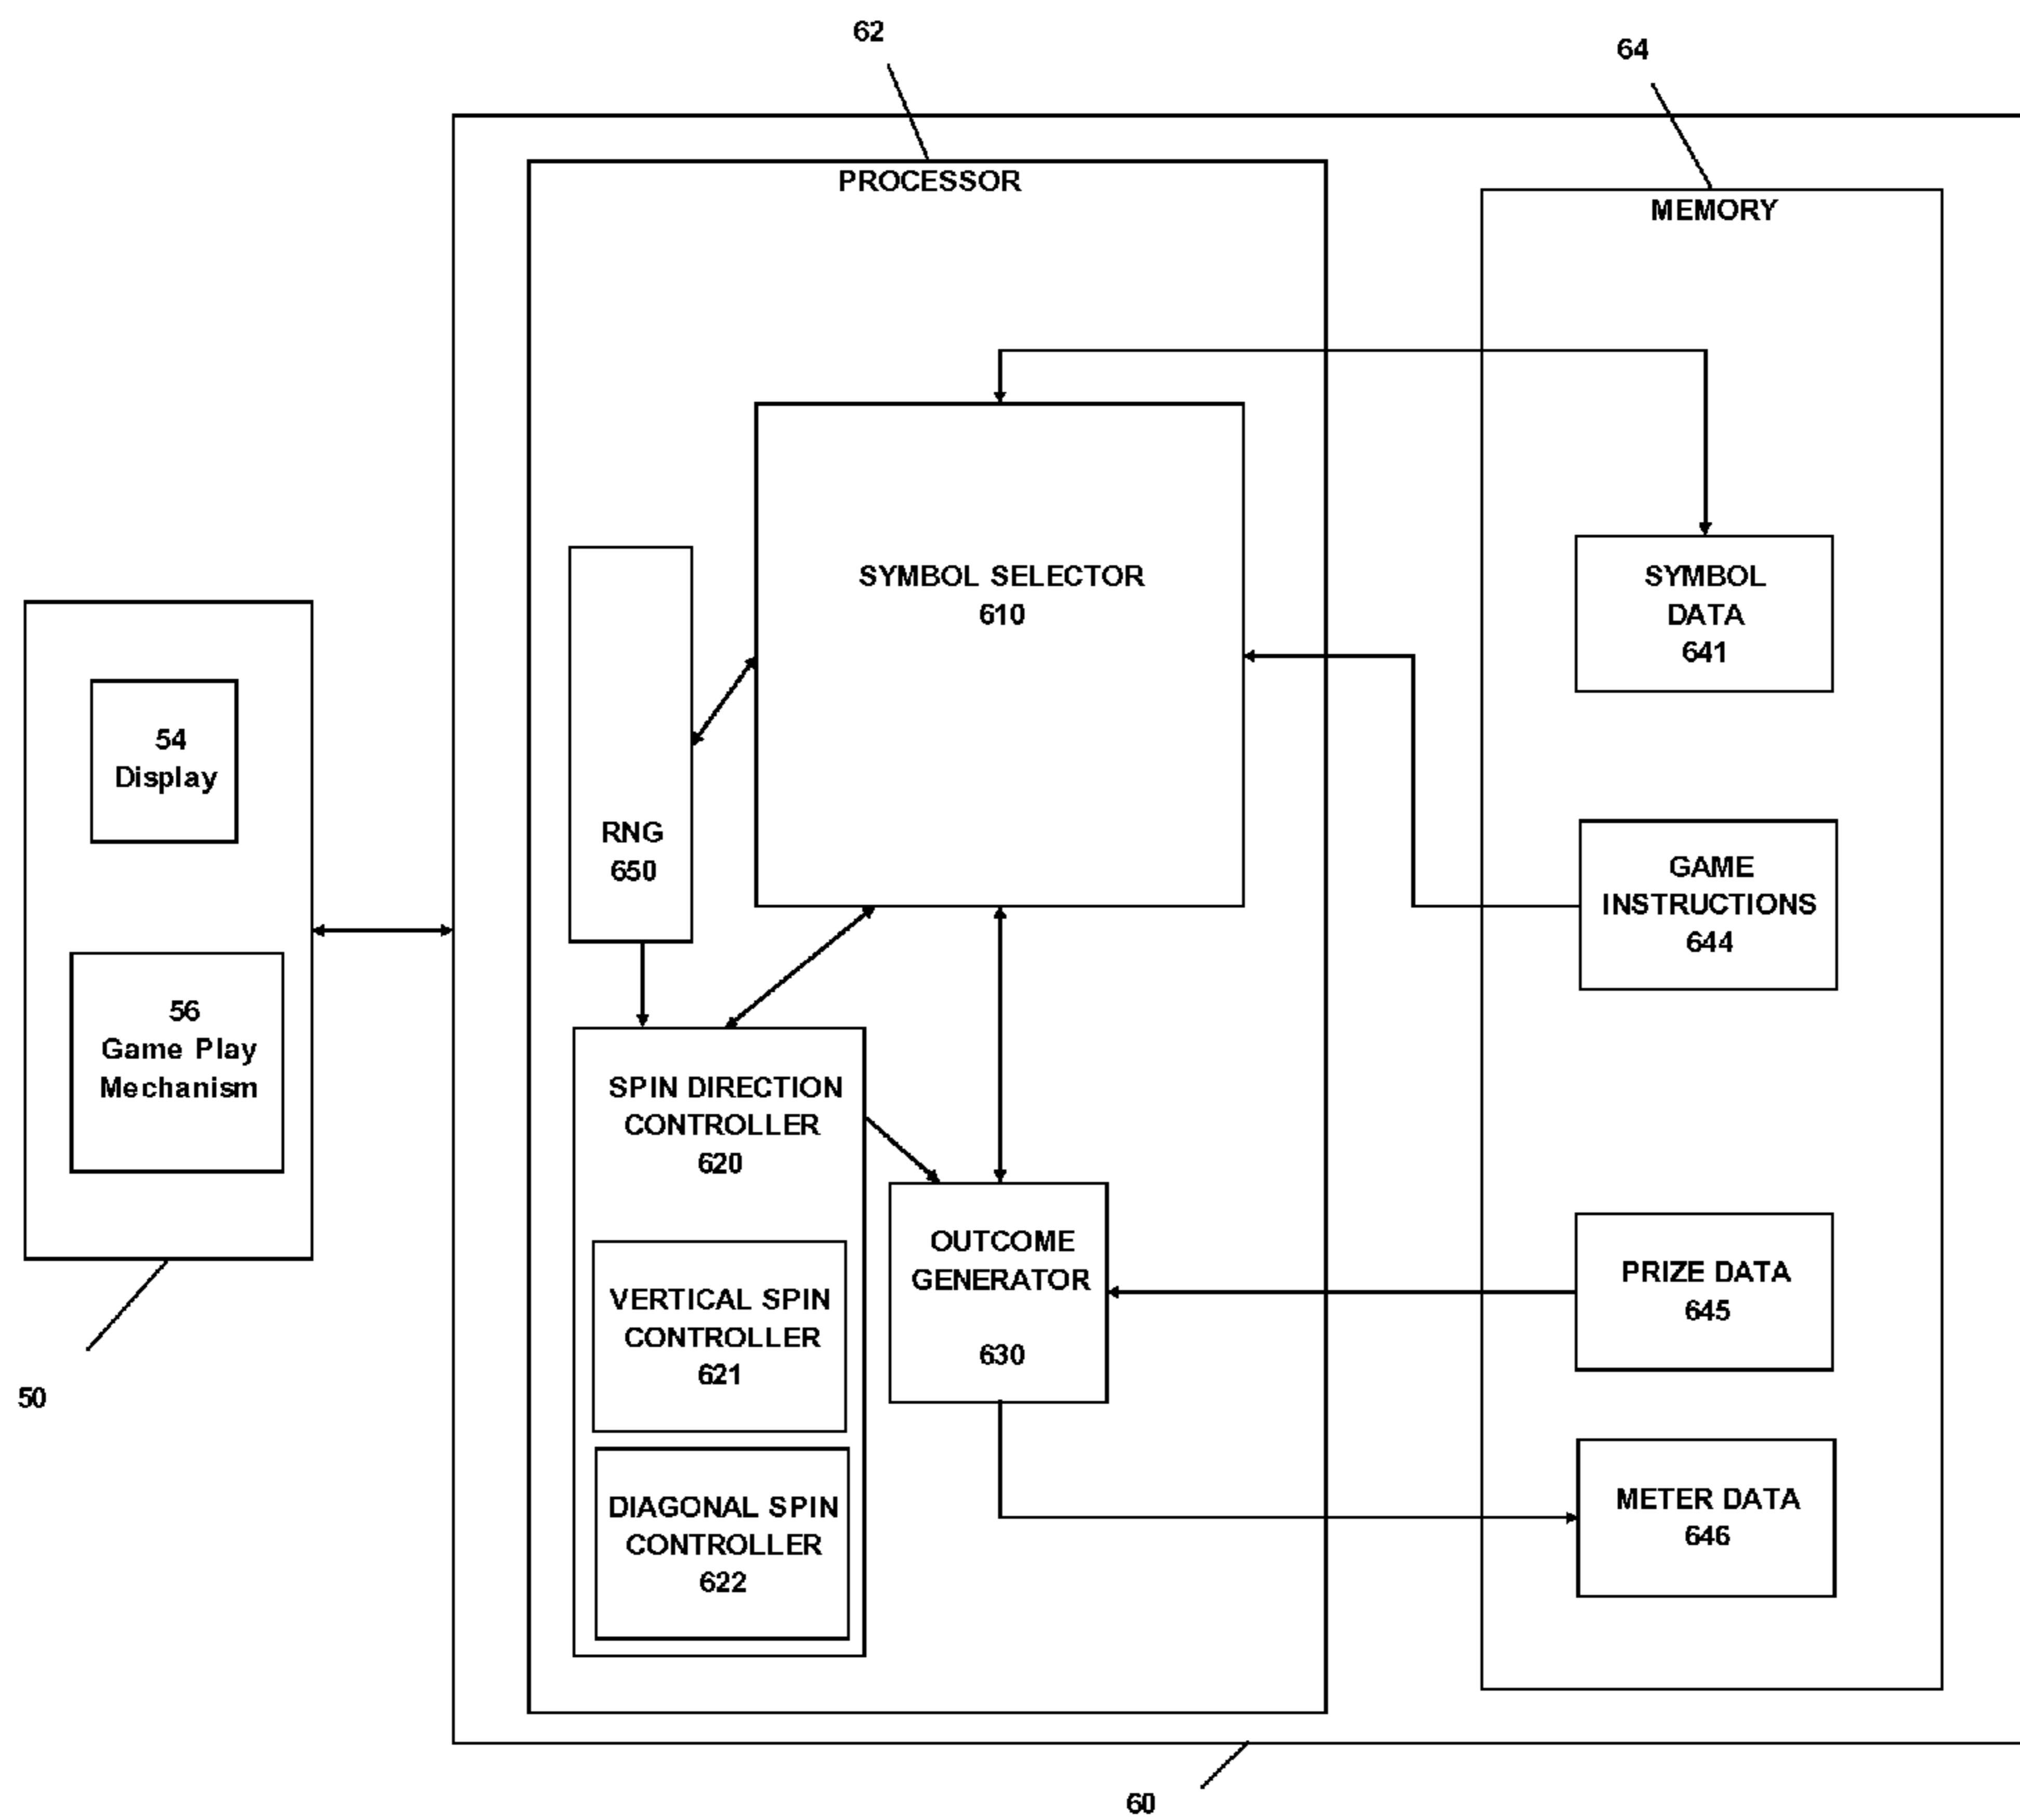 62
64
PROCESSOR
MEMORY
SYMBOL SELECTOR
610
SYMBOL
DATA
641
54
Display
RNG
650
GAME
INSTRUCTIONS
644
56
Game Play
Mechanism
SPIN DIRECTION
CONTROLLER
620
OUTCOME
GENERATOR
630
VERTICAL SPIN
CONTROLLER
621
PRIZE DATA
645
DIAGONAL SPIN
CONTROLLER
622
METER DATA
646
50
60